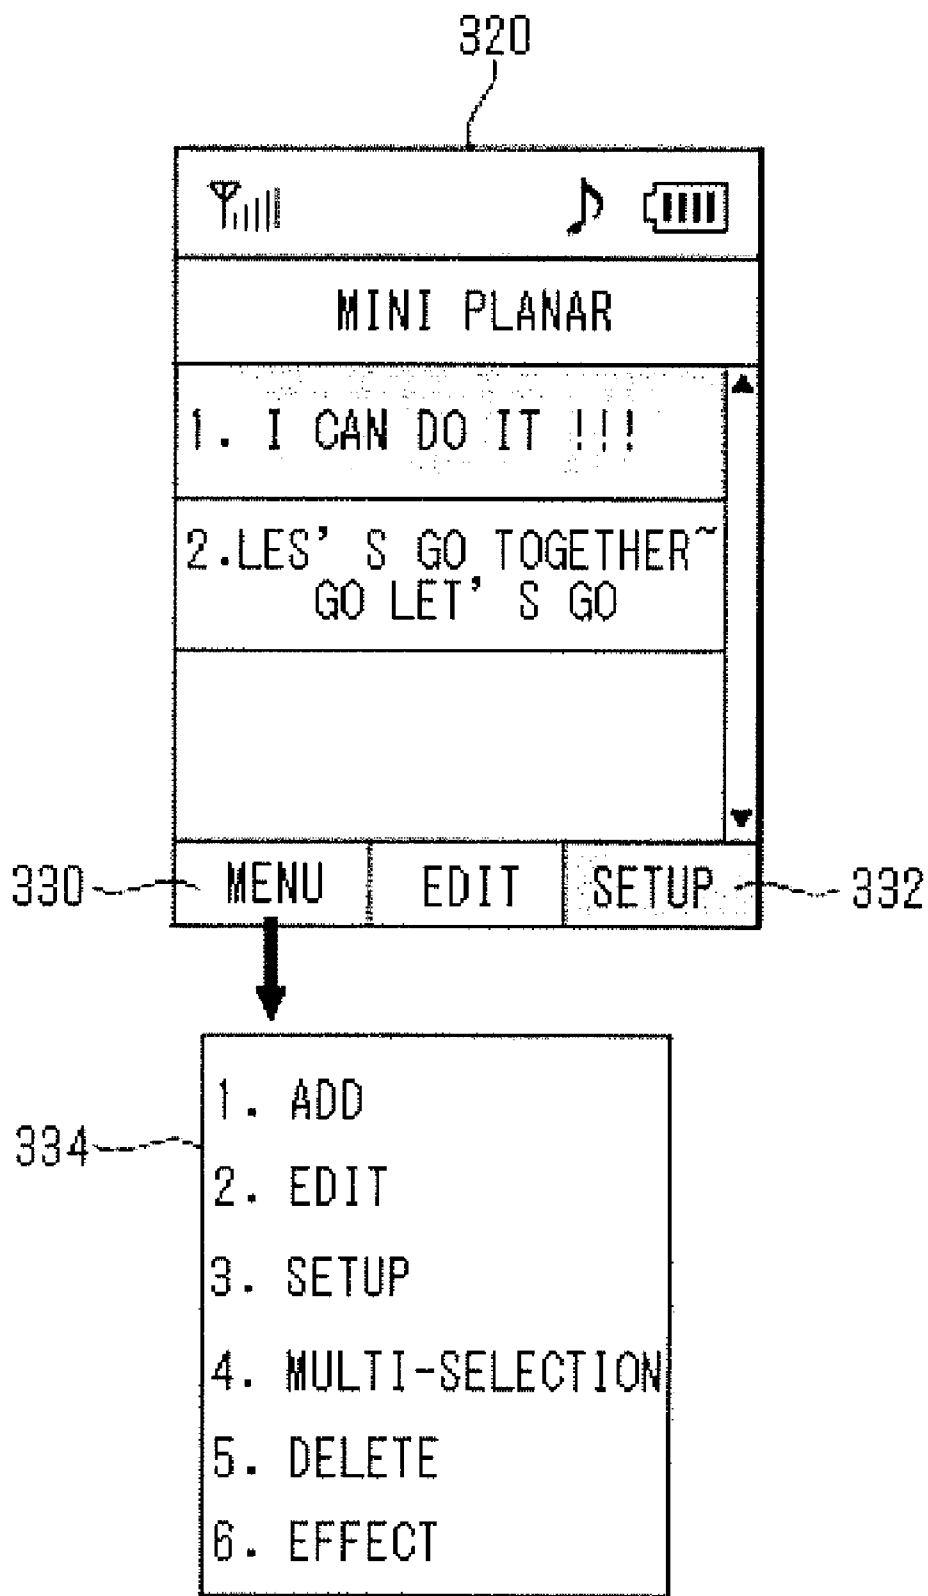 320
MINI PLANAR
1. I CAN DO IT !!!
2.LES’ S GO TOGETHER~
GO LET’ S GO
330
MENU
EDIT
SETUP
332
334
1. ADD
2. EDIT
3. SETUP
4. MULTI-SELECTION
5. DELETE
6. EFFECT